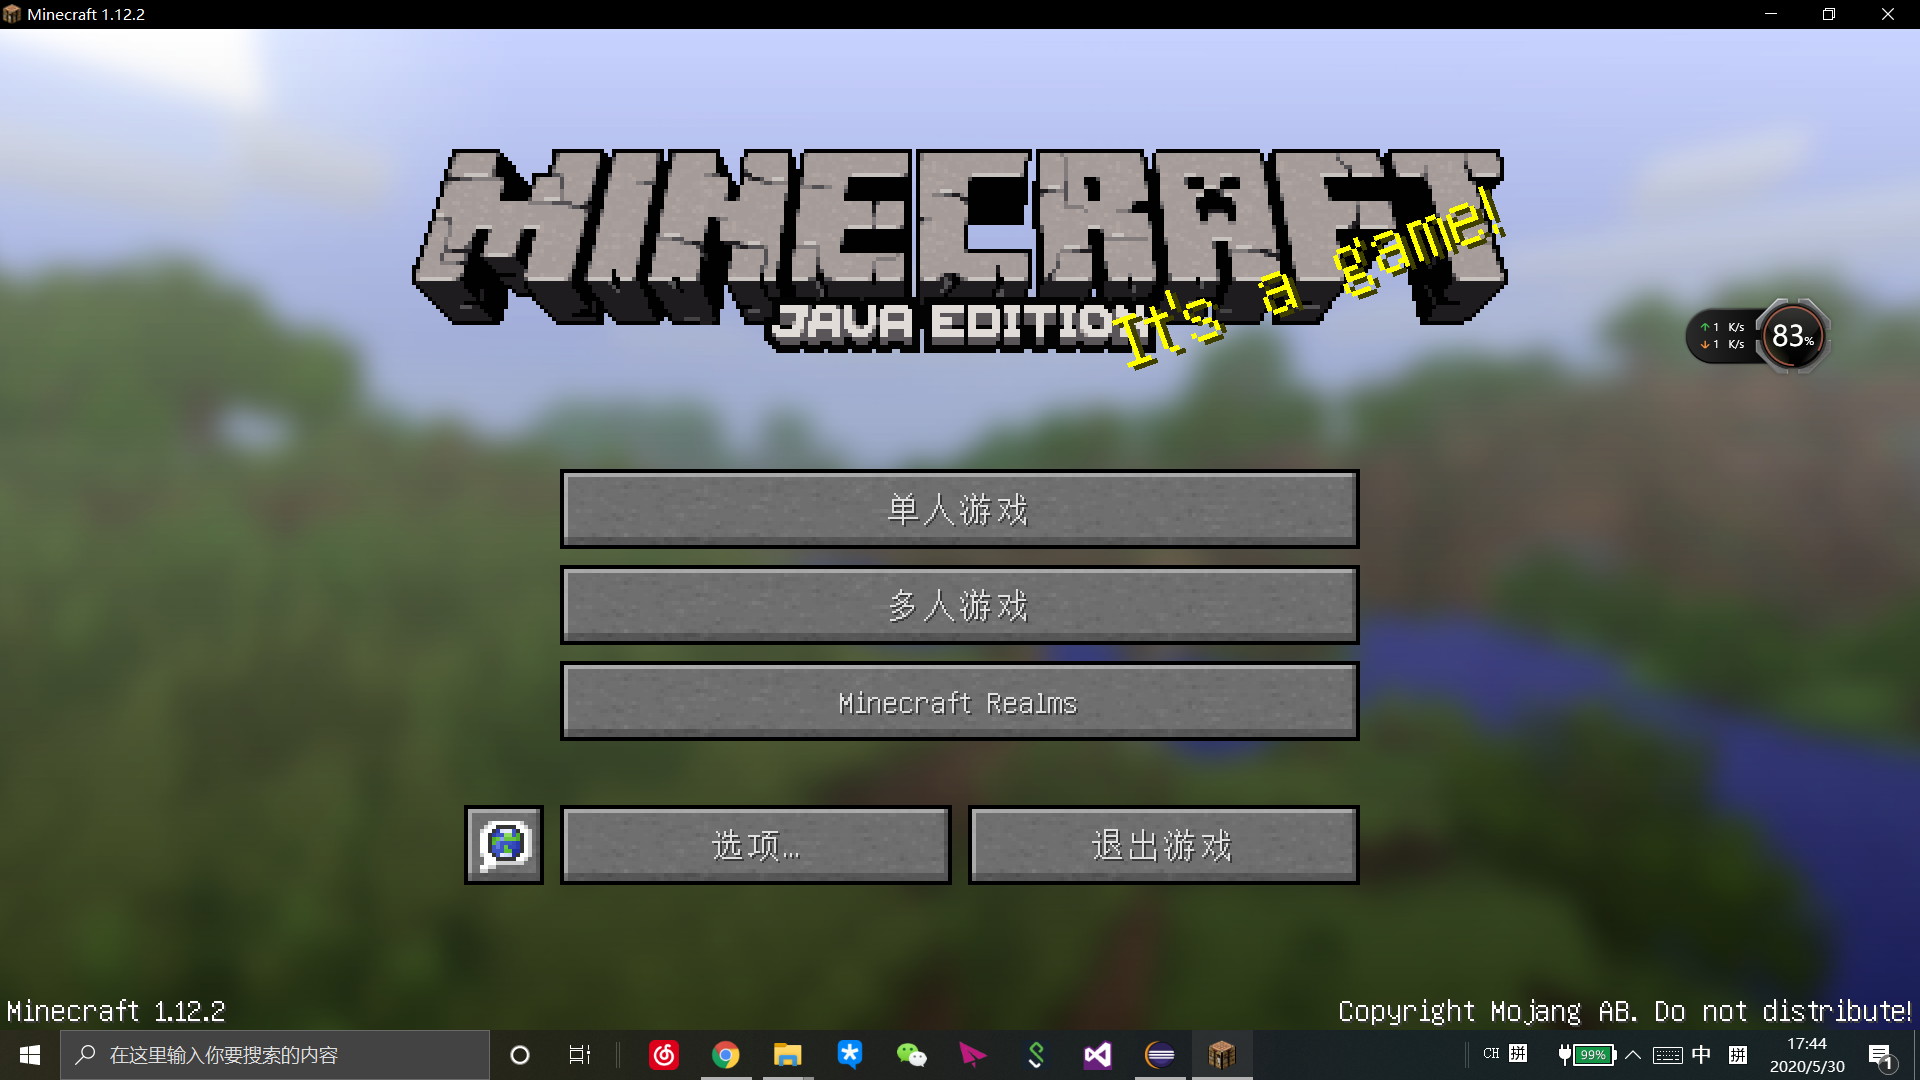 Minecraft 1.12.2
MINECRAFT
JAVA EDITION
It's a game!
↑ 1 K/s
↓ 1 K/s
83%
单人游戏
多人游戏
Minecraft Realms
选项...
退出游戏
Minecraft 1.12.2
Copyright Mojang AB. Do not distribute!
在这里输入你要搜索的内容
CH 拼
99%
中 拼
17:44
2020/5/30
1